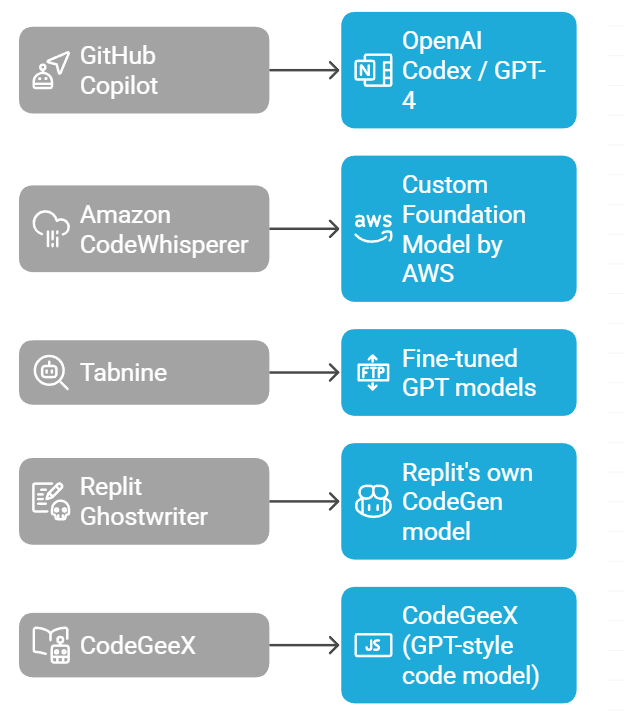 GitHub
Copilot
OpenAI
Codex / GPT-
4
Amazon
CodeWhisperer
aws
Custom
Foundation
Model by
AWS
Tabnine
FTP
Fine-tuned
GPT models
Replit
Ghostwriter
Replit's own
CodeGen
model
CodeGeeX
JS
CodeGeeX
(GPT-style
code model)